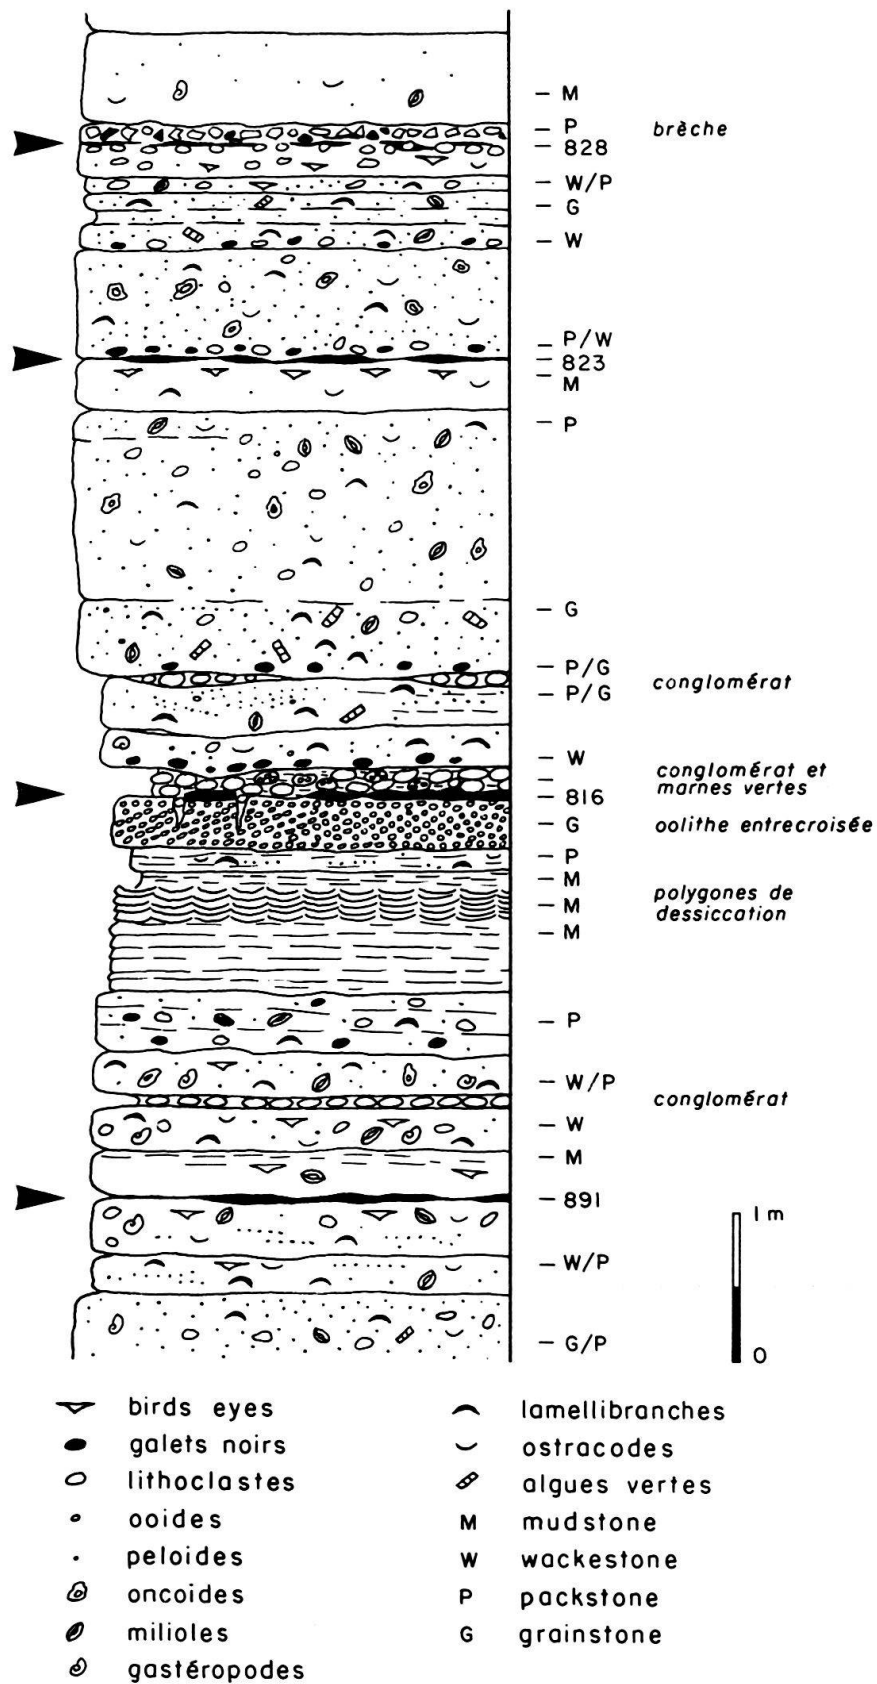 M
P brèche
828
W/P
G
W
P/W
823
M
P
G
P/G
conglomérat
P/G
W
conglomérat et
marnes vertes
816
G oolithe entrecroisée
P
M
polygones de
M
dessiccation
M
P
W/P
conglomérat
W
M
891
1 m
W/P
G/P
0
birds eyes
galets noirs
lithoclastes
ooides
peloides
oncoides
milioles
gastéropodes
lamellibranches
ostracodes
algues vertes
M mudstone
W wackestone
P packstone
G grainstone